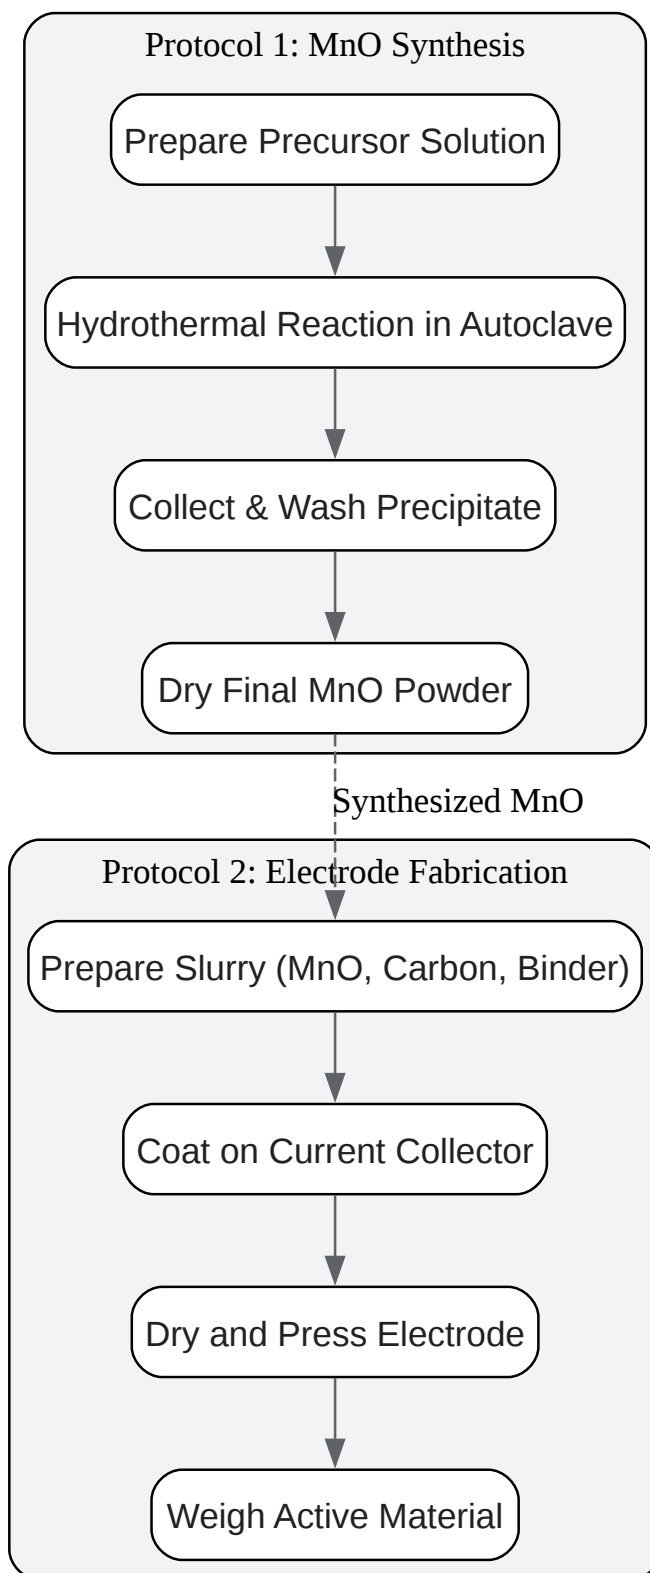 Protocol 1: MnO Synthesis
Prepare Precursor Solution
Hydrothermal Reaction in Autoclave
Collect & Wash Precipitate
Dry Final MnO Powder
Synthesized MnO
Protocol 2: Electrode Fabrication
Prepare Slurry (MnO, Carbon, Binder)
Coat on Current Collector
Dry and Press Electrode
Weigh Active Material